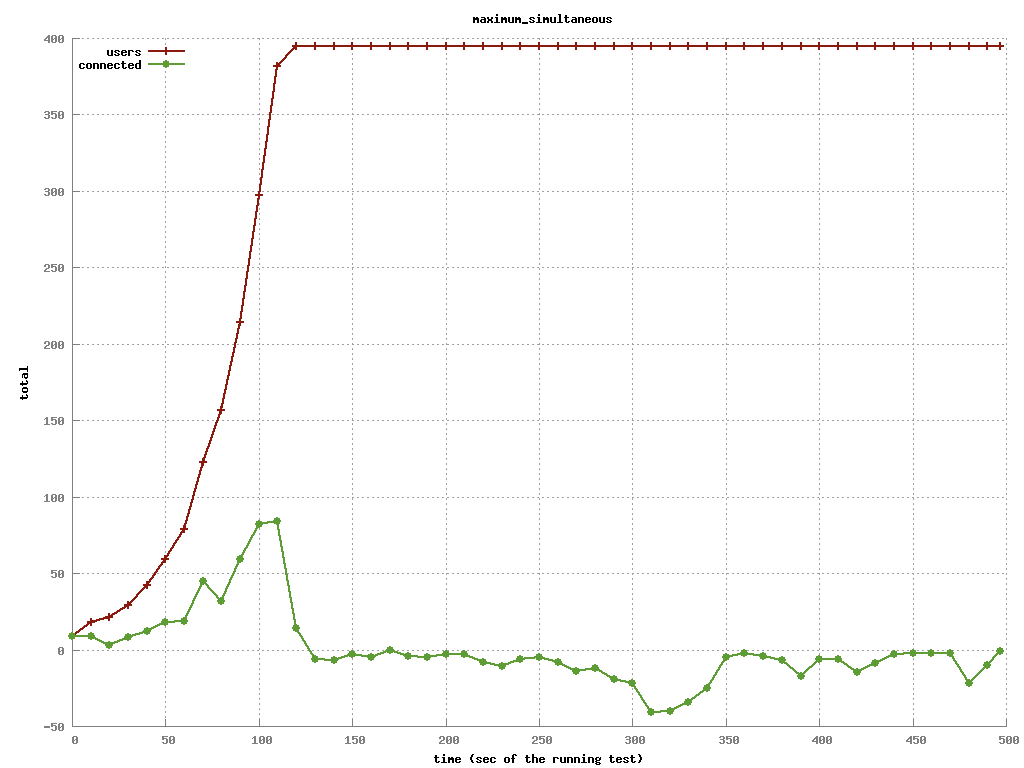 maximum_simultaneous
400
users
connected
350
300
250
200
total
150
100
50
0
-50
0 50 100 150 200 250 300 350 400 450 500
time (sec of the running test)